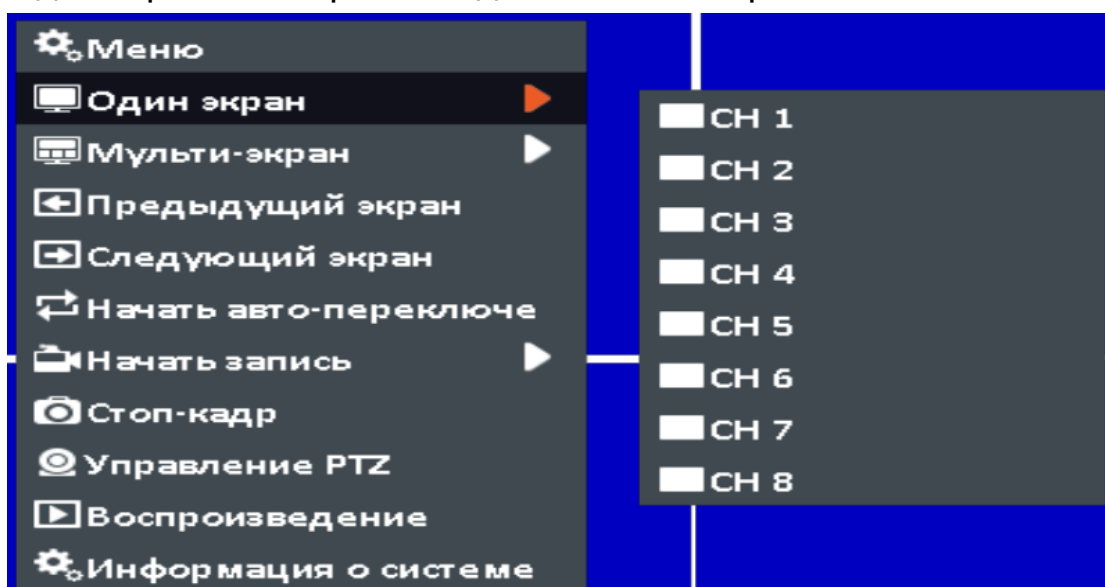 Меню
Один экран
Мульти-экран
Предыдущий экран
Следующий экран
Начать авто-переключе
Начать запись
Стоп-кадр
Управление PTZ
Воспроизведение
Информация о системе
CH 1
CH 2
CH 3
CH 4
CH 5
CH 6
CH 7
CH 8